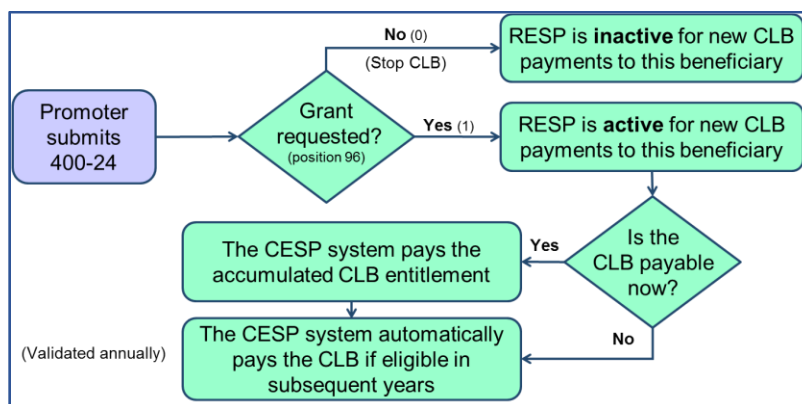 No (0)
(Stop CLB)
RESP is inactive for new CLB
payments to this beneficiary
Promoter
submits
400-24
Grant
requested?
(position 96)
Yes (1)
RESP is active for new CLB
payments to this beneficiary
Is the
CLB payable
now?
Yes
The CESP system pays the
accumulated CLB entitlement
No
(Validated annually)
The CESP system automatically
pays the CLB if eligible in
subsequent years